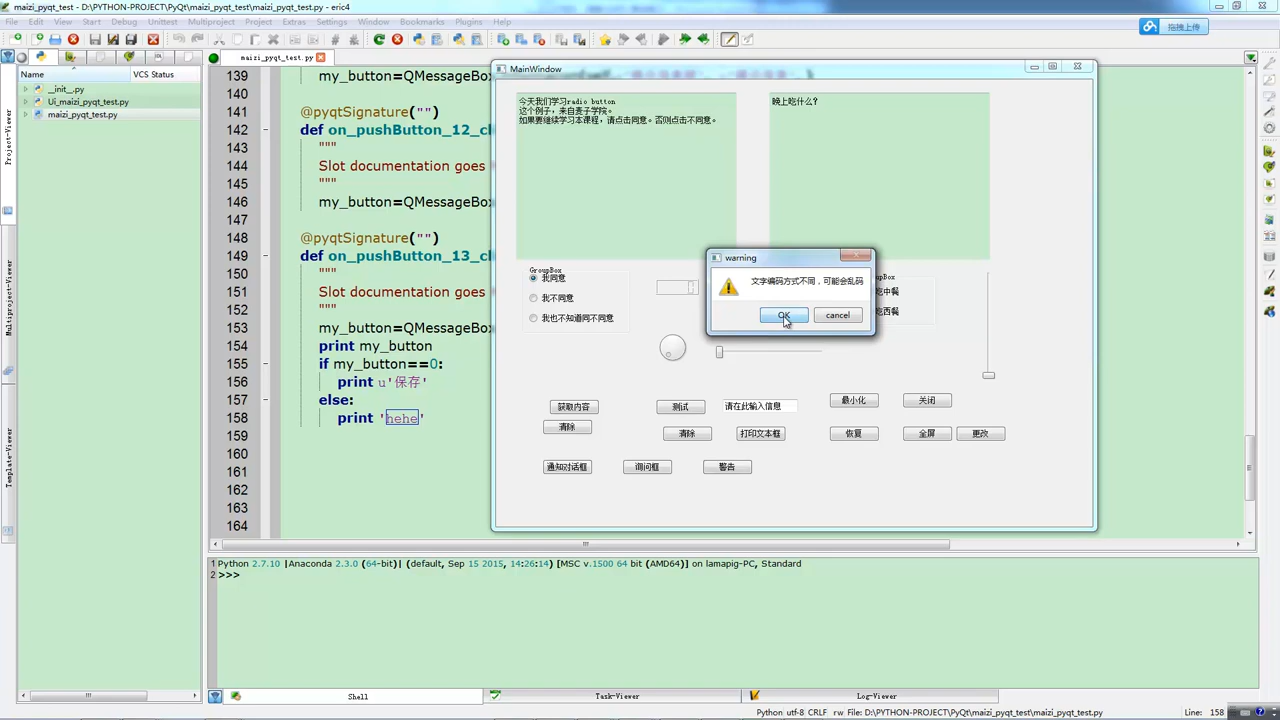 maizi_pyqt_test - D:\PYTHON-PROJECT\PyQt\maizi_pyqt_test\maizi_pyqt_test.py - eric4
File Edit View Start Debug Unittest Multiproject Project Extras Settings Window Bookmarks Plugins Help
拖拽上传
maizi_pyqt_test.py
Name VCS Status
__init__.py
Ui_maizi_pyqt_test.py
maizi_pyqt_test.py
Project-Viewer
Multiproject-Viewer
Template-Viewer
139 my_button=QMessageBox
140
141 @pyqtSignature("")
142 def on_pushButton_12_cl
143 """
144 Slot documentation goes
145 """
146 my_button=QMessageBox
147
148 @pyqtSignature("")
149 def on_pushButton_13_cl
150 """
151 Slot documentation goes
152 """
153 my_button=QMessageBox
154 print my_button
155 if my_button==0:
156 print u'保存'
157 else:
158 print 'hehe'
159
160
161
162
163
164
MainWindow
今天我们学习radio button
这个例子，来自麦子学院。
如果要继续学习本课程，请点击同意。否则点击不同意。
晚上吃什么？
GroupBox
我同意
我不同意
我也不知道同不同意
warning
文字编码方式不同，可能会乱码
OK cancel
pBox
吃中餐
吃西餐
获取内容 测试 请在此输入信息 最小化 关闭
清除 清除 打印文本框 恢复 全屏 更改
通知对话框 询问框 警告
1 Python 2.7.10 |Anaconda 2.3.0 (64-bit)| (default, Sep 15 2015, 14:26:14) [MSC v.1500 64 bit (AMD64)] on lamapig-PC, Standard
2 >>>
Shell Task-Viewer Log-Viewer
Python utf-8 CRLF rw File: D:\PYTHON-PROJECT\PyQt\maizi_pyqt_test\maizi_pyqt_test.py Line: 158